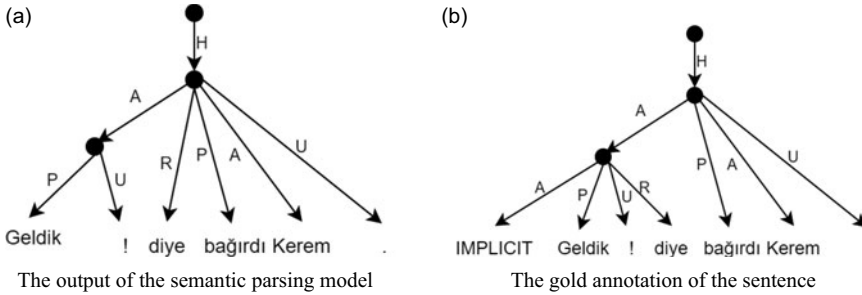 (a)
H
A
R
P
A
U
P
U
Geldik ! diye bağırdı Kerem .
The output of the semantic parsing model
(b)
H
A
P
A
U
A
P
U
R
IMPLICIT Geldik ! diye bağırdı Kerem
The gold annotation of the sentence